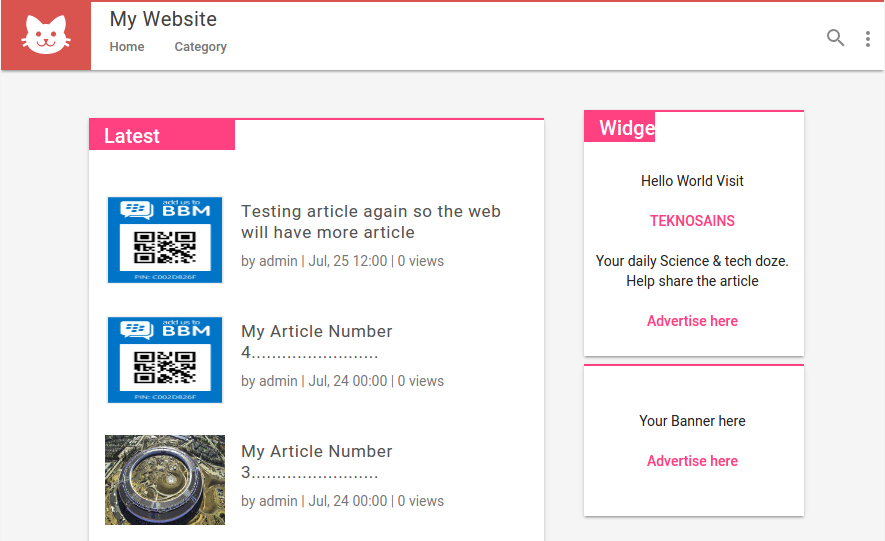 My Website
Home
Category
Latest
add us to
BBM
PIN: C002D826F
Testing article again so the web
will have more article
by admin | Jul, 25 12:00 | 0 views
add us to
BBM
PIN: C002D826F
My Article Number
4.........................
by admin | Jul, 24 00:00 | 0 views
My Article Number
3.........................
by admin | Jul, 24 00:00 | 0 views
Widge
Hello World Visit
TEKNOSAINS
Your daily Science & tech doze.
Help share the article
Advertise here
Your Banner here
Advertise here